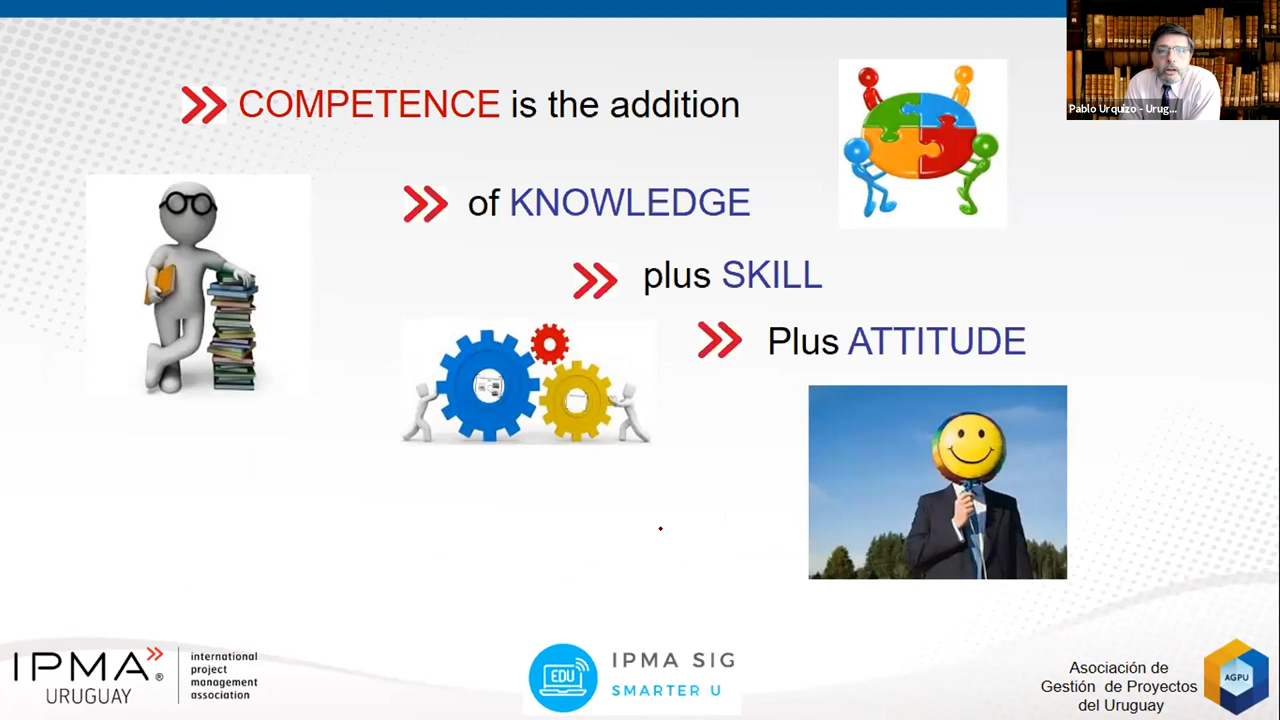 COMPETENCE is the addition
Pablo Urquizo - Urug...
of KNOWLEDGE
plus SKILL
Plus ATTITUDE
IPMA®
URUGUAY
international
project
management
association
EDU
IPMA SIG
SMARTER U
Asociación de
Gestión de Proyectos
del Uruguay
AGPU